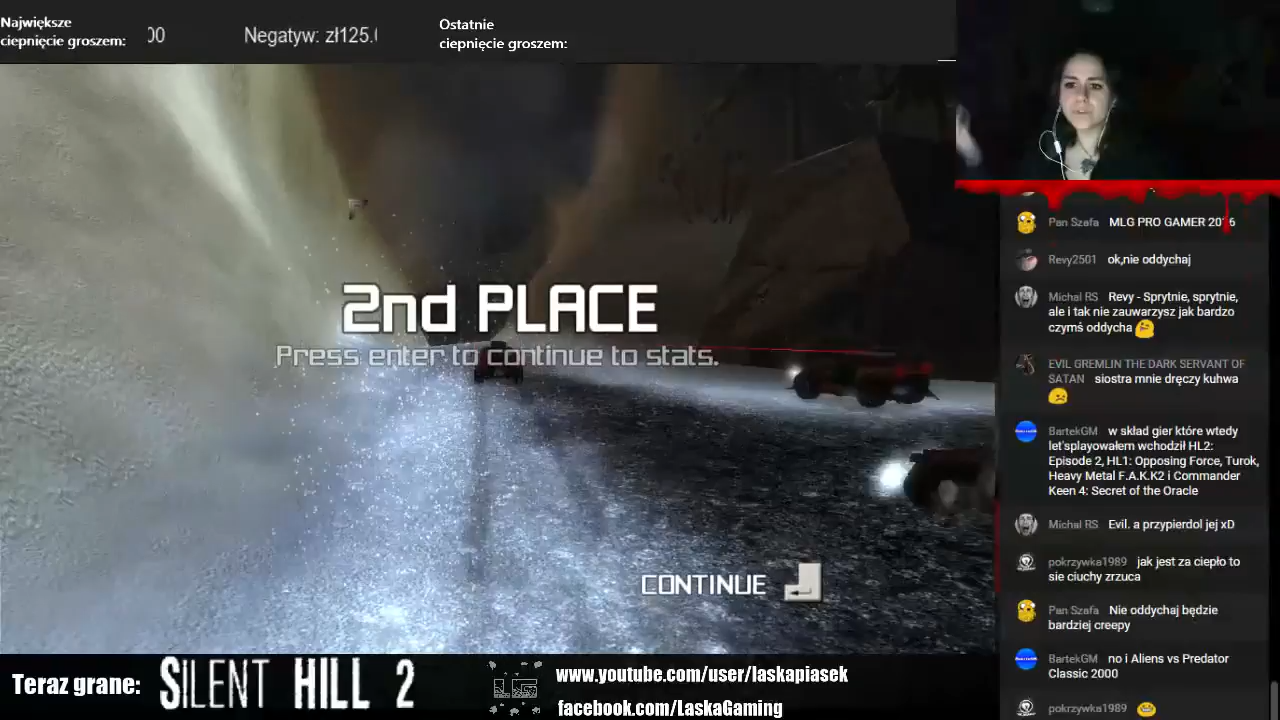 Największe
ciepnięcie groszem:
00
Negatyw: zł125.0
Ostatnie
ciepnięcie groszem:
2nd PLACE
Press enter to continue to stats.
CONTINUE
Pan Szafa MLG PRO GAMER 2016
Revy2501 ok,nie oddychaj
Michal RS Revy - Sprytnie, sprytnie,
ale i tak nie zauwarzysz jak bardzo
czymś oddycha
EVIL GREMLIN THE DARK SERVANT OF
SATAN siostra mnie dręczy kuhwa
BartekGM w skład gier które wtedy
let'splayowałem wchodził HL2:
Episode 2, HL1: Opposing Force, Turok,
Heavy Metal F.A.K.K2 i Commander
Keen 4: Secret of the Oracle
Michal RS Evil. a przypierdol jej xD
pokrzywka1989 jak jest za ciepło to
sie ciuchy zrzuca
Pan Szafa Nie oddychaj będzie
bardziej creepy
BartekGM no i Aliens vs Predator
Classic 2000
pokrzywka1989
Teraz grane: SILENT HILL 2
LG
www.youtube.com/user/laskapiasek
facebook.com/LaskaGaming